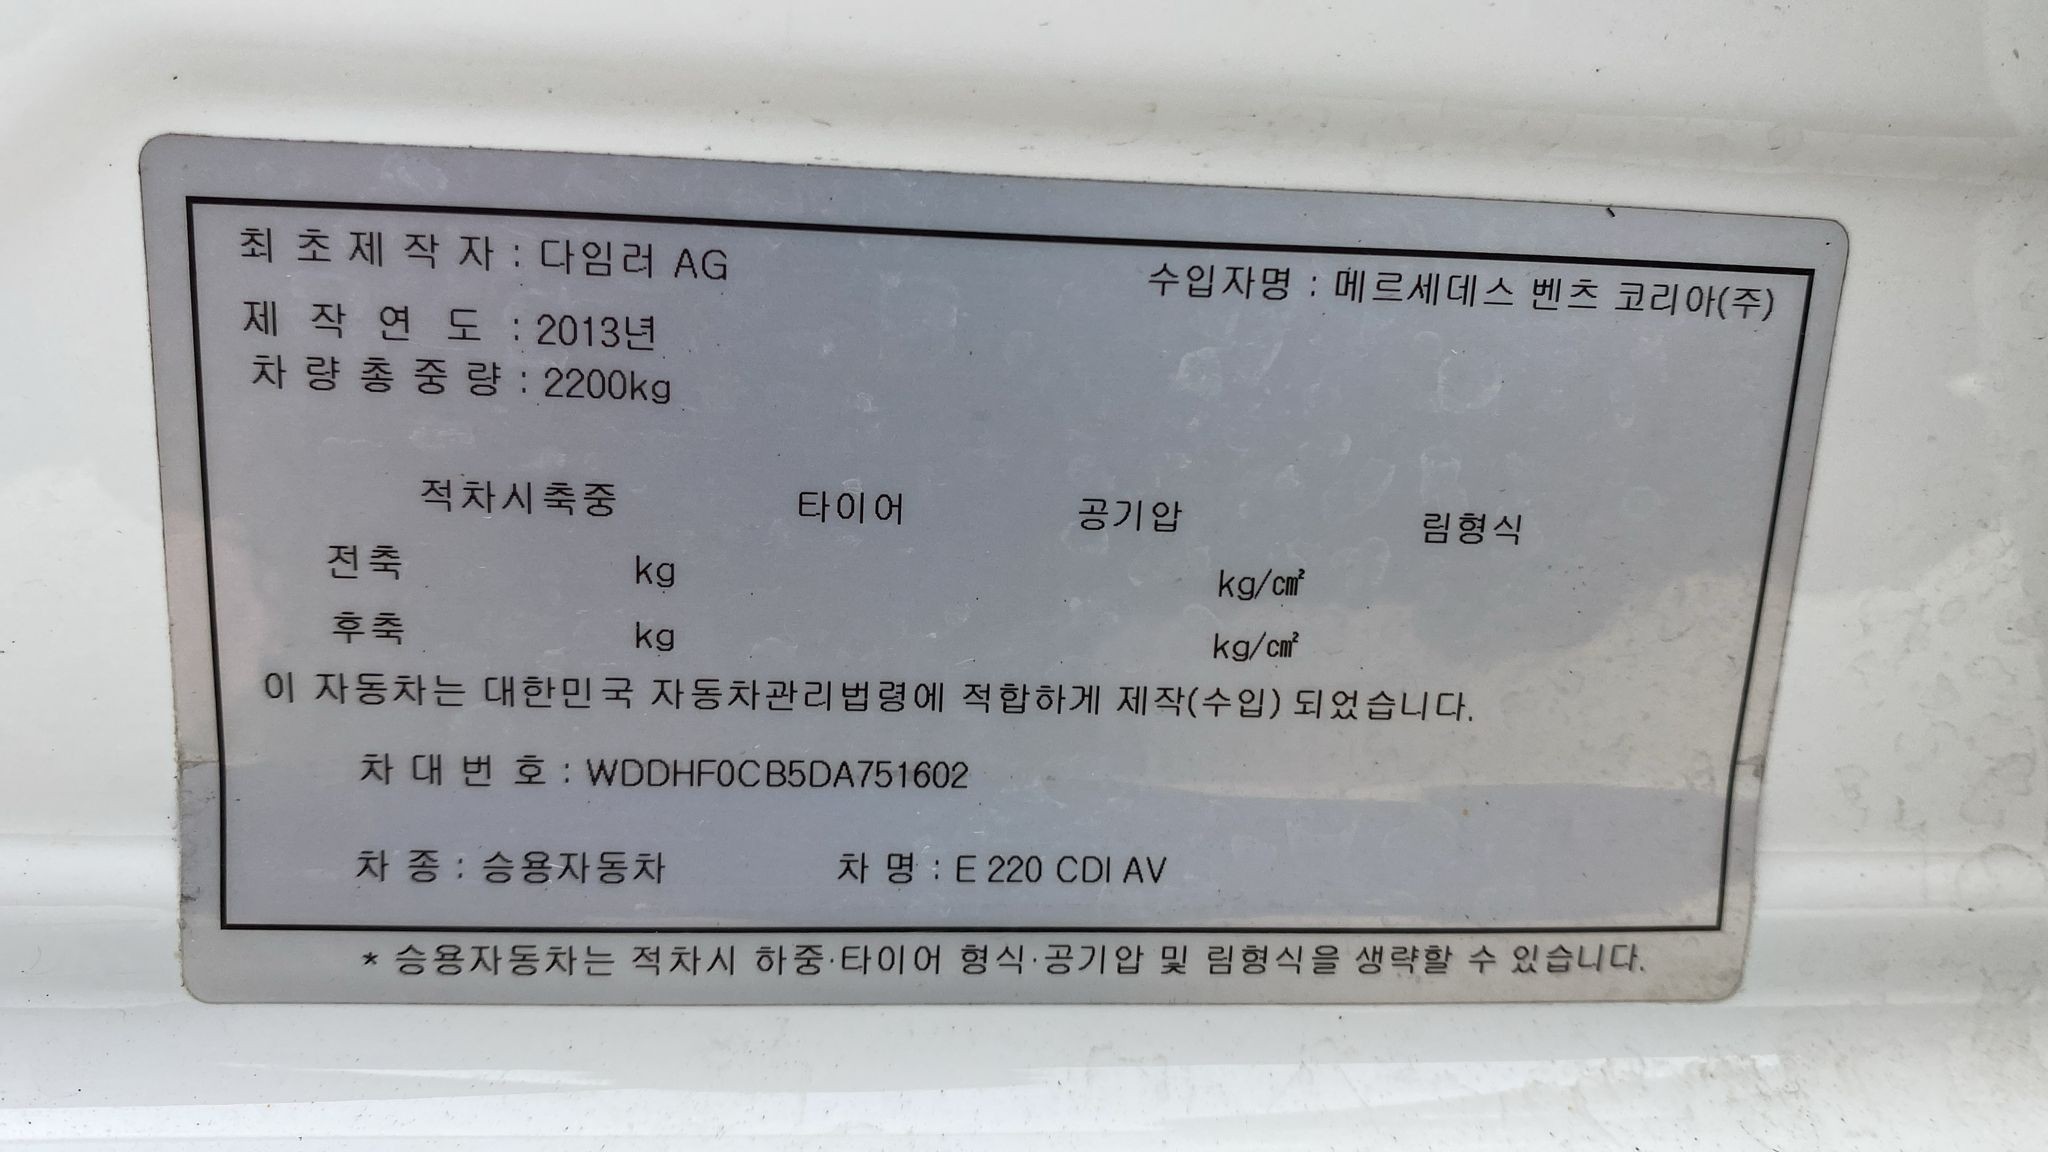 최초제작자 : 다임러 AG
수입자명 : 메르세데스 벤츠 코리아(주)
제작연도 : 2013년
차량총중량 : 2200kg
적차시축중 타이어 공기압 림형식
전축 kg kg/㎠
후축 kg kg/㎠
이 자동차는 대한민국 자동차관리법령에 적합하게 제작(수입) 되었습니다.
차대번호 : WDDHF0CB5DA751602
차종 : 승용자동차 차명 : E 220 CDI AV
* 승용자동차는 적차시 하중·타이어 형식·공기압 및 림형식을 생략할 수 있습니다.